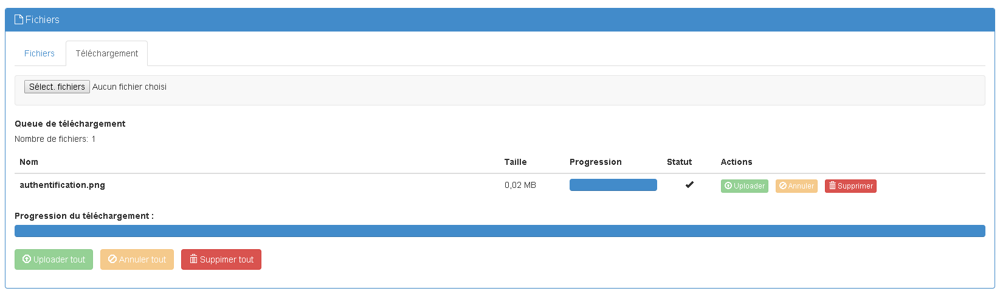 Fichiers
Fichiers Téléchargement
Sélect. fichiers Aucun fichier choisi
Queue de téléchargement
Nombre de fichiers: 1
Nom Taille Progression Statut Actions
authentification.png 0,02 MB Uploader Annuler Supprimer
Progression du téléchargement :
Uploader tout Annuler tout Suppimer tout